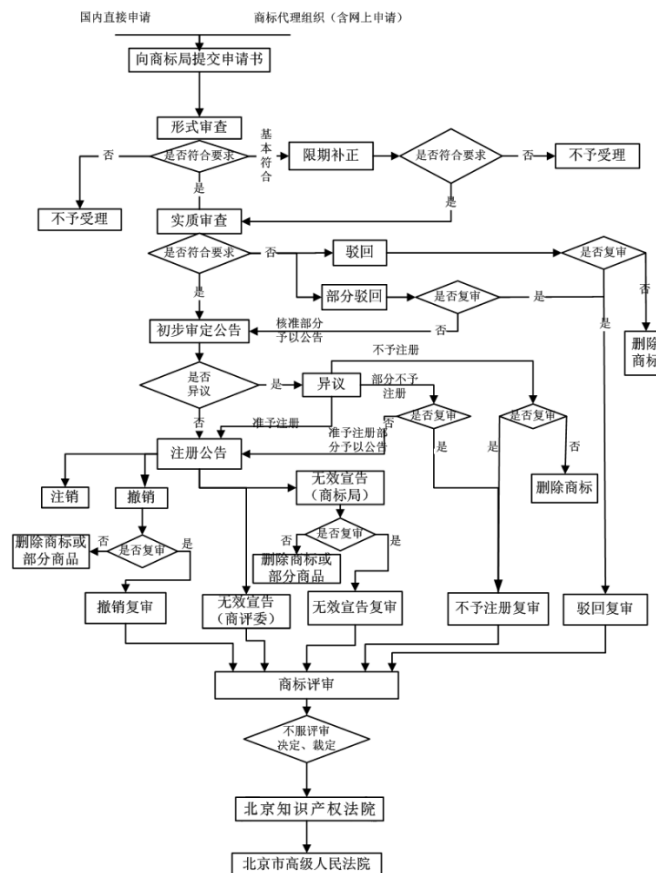 国内直接申请
商标代理组织（含网上申请）
向商标局提交申请书
形式审查
否
是否符合要求
基
本
符
合
限期补正
是否符合要求
否
不予受理
不予受理
是
实质审查
是
是否符合要求
否
驳回
是否复审
否
是
部分驳回
是否复审
是
是
初步审定公告
核准部分
予以公告
否
删除
商标
是否
异议
是
异议
不予注册
部分不予
注册
是否复审
是否复审
否
准予注册
准予注册部
分予以公告
否
是
是
否
注册公告
注销
撤销
无效宣告
（商标局）
删除商标
删除商标或
部分商品
否
是否复审
是
否
是否复审
是
删除商标或
部分商品
撤销复审
无效宣告
（商评委）
无效宣告复审
不予注册复审
驳回复审
商标评审
不服评审
决定、裁定
北京知识产权法院
北京市高级人民法院